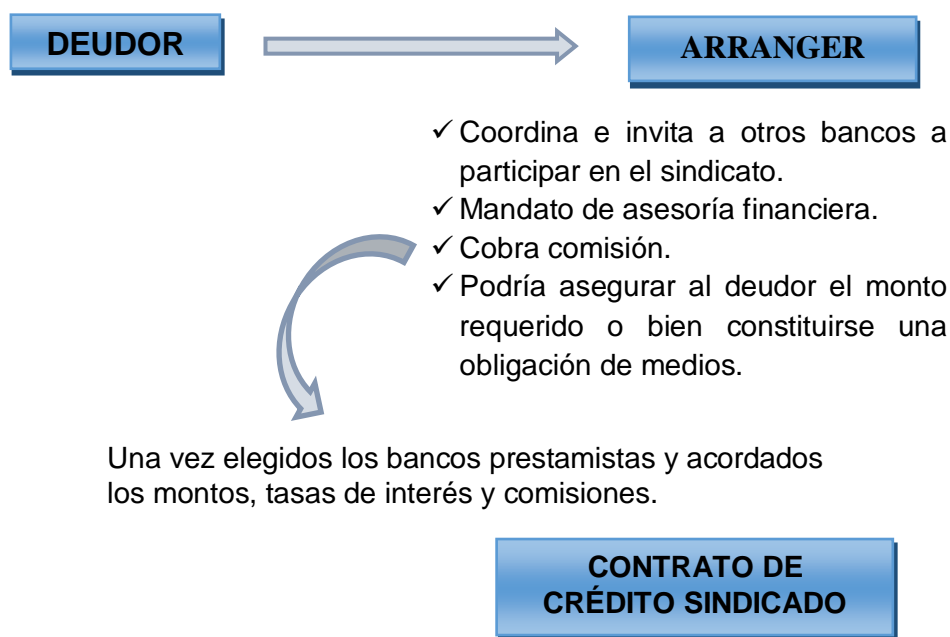 DEUDOR
ARRANGER
✓ Coordina e invita a otros bancos a
participar en el sindicato.
✓ Mandato de asesoría financiera.
✓ Cobra comisión.
✓ Podría asegurar al deudor el monto
requerido o bien constituirse una
obligación de medios.
Una vez elegidos los bancos prestamistas y acordados
los montos, tasas de interés y comisiones.
CONTRATO DE
CRÉDITO SINDICADO